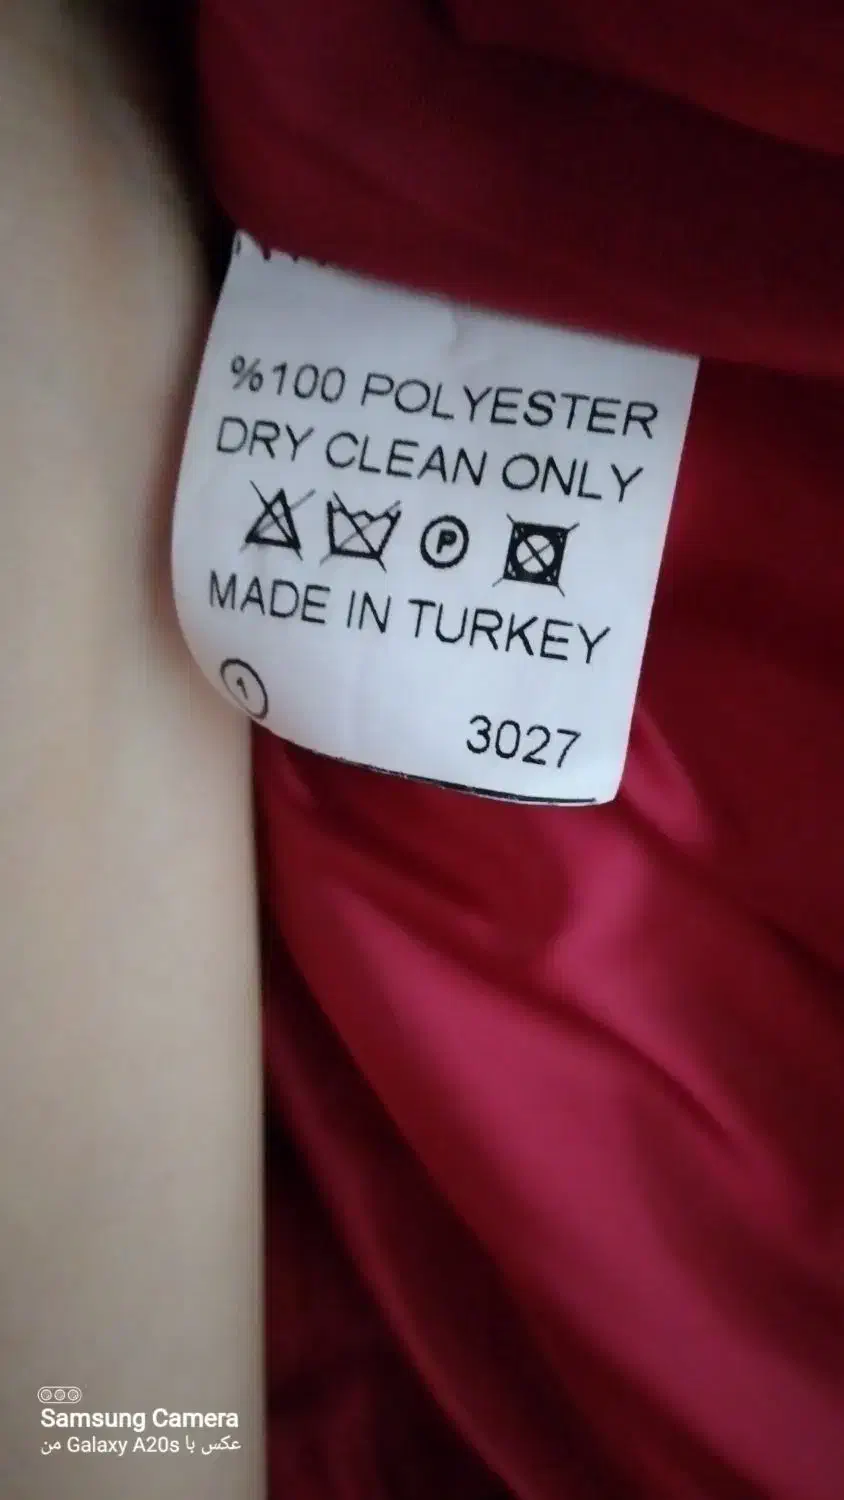 %100 POLYESTER
DRY CLEAN ONLY
P
MADE IN TURKEY
1
3027
Samsung Camera
عکس با Galaxy A20s من